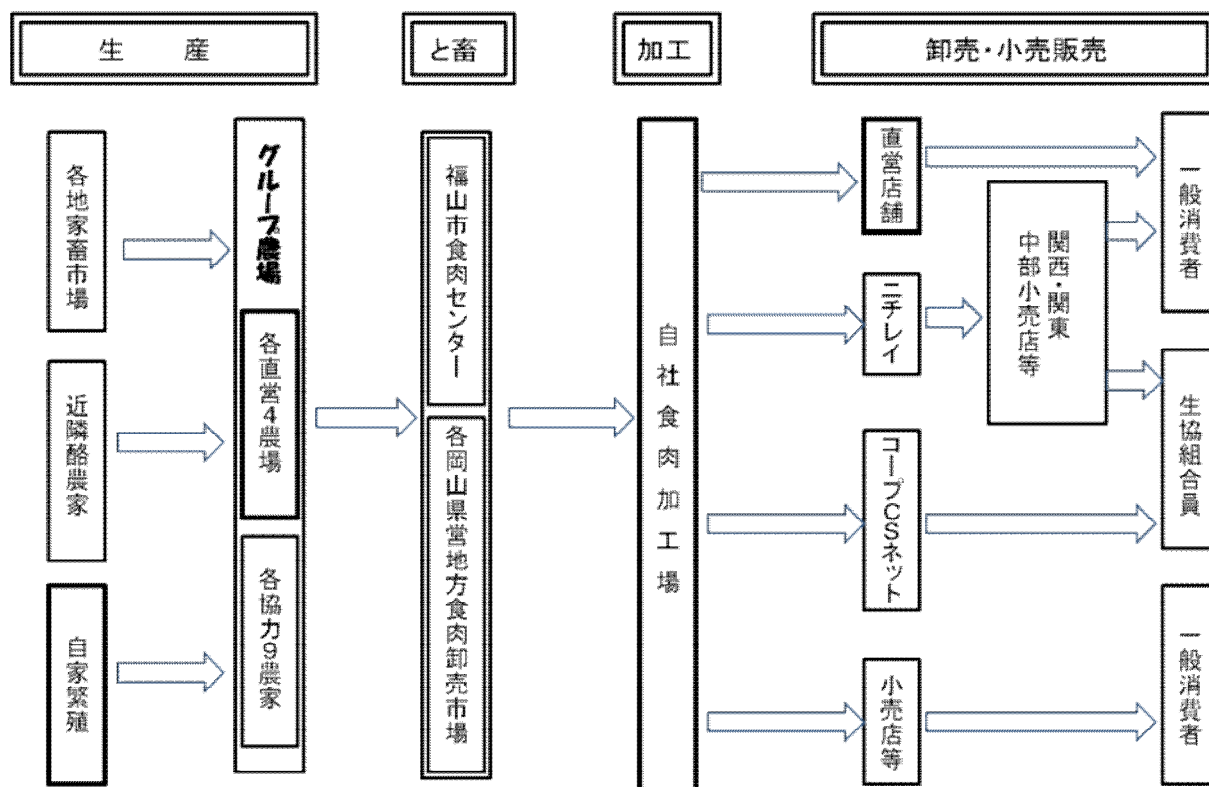 生産
と畜
加工
卸売・小売販売
各地家畜市場
近隣酪農家
自家繁殖
グループ農場
各直営4農場
各協力9農家
福山市食肉センター
各岡山県営地方食肉卸売市場
自社食肉加工場
直営店舗
ニチレイ
コープCSネット
小売店等
関西・関東
中部小売店等
一般消費者
生協組合員
一般消費者